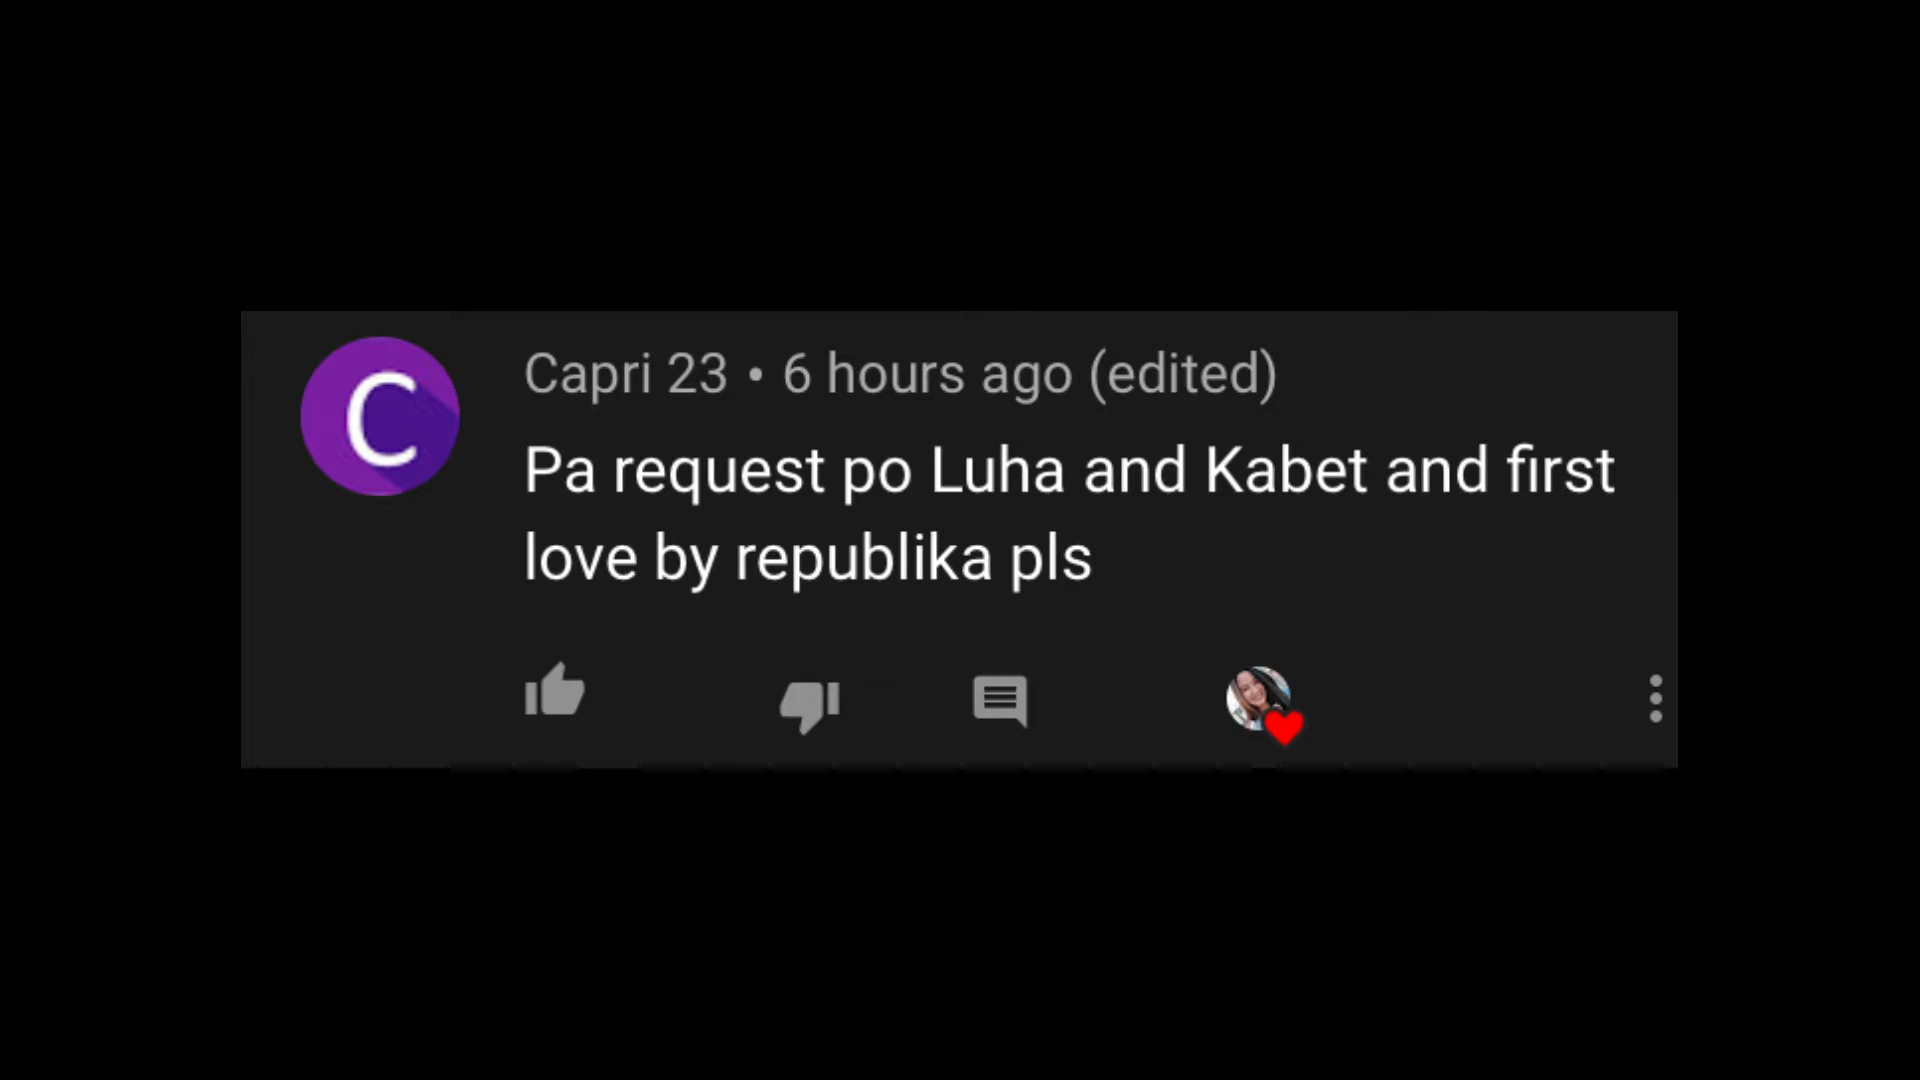 C
Capri 23 • 6 hours ago (edited)
Pa request po Luha and Kabet and first
love by republika pls